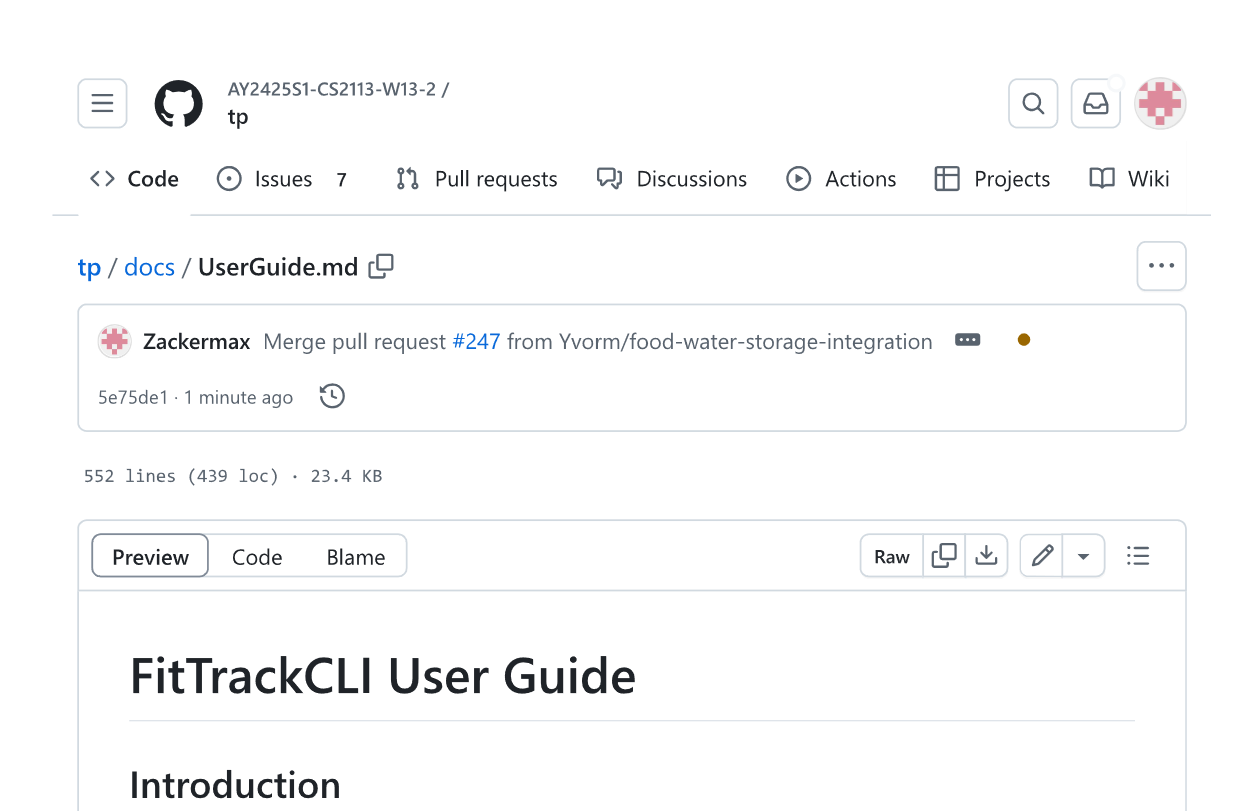 AY2425S1-CS2113-W13-2 /
tp
Code Issues 7 Pull requests Discussions Actions Projects Wiki
tp / docs / UserGuide.md
Zackermax Merge pull request #247 from Yvorm/food-water-storage-integration
5e75de1 · 1 minute ago
552 lines (439 loc) · 23.4 KB
Preview Code Blame Raw
FitTrackCLI User Guide
Introduction